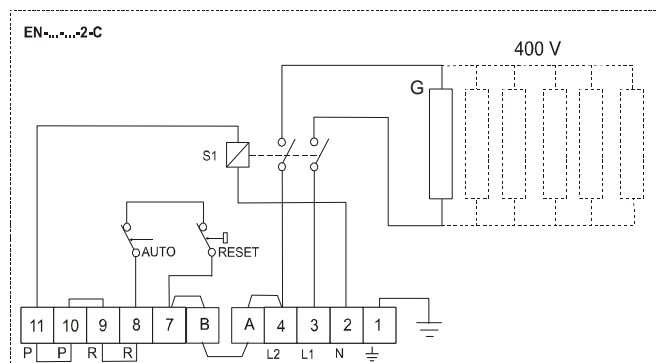 EN-...-...-2-C
400 V
G
S1
AUTO RESET
11 10 9 8 7 B A 4 3 2 1
P P R R L2 L1 N